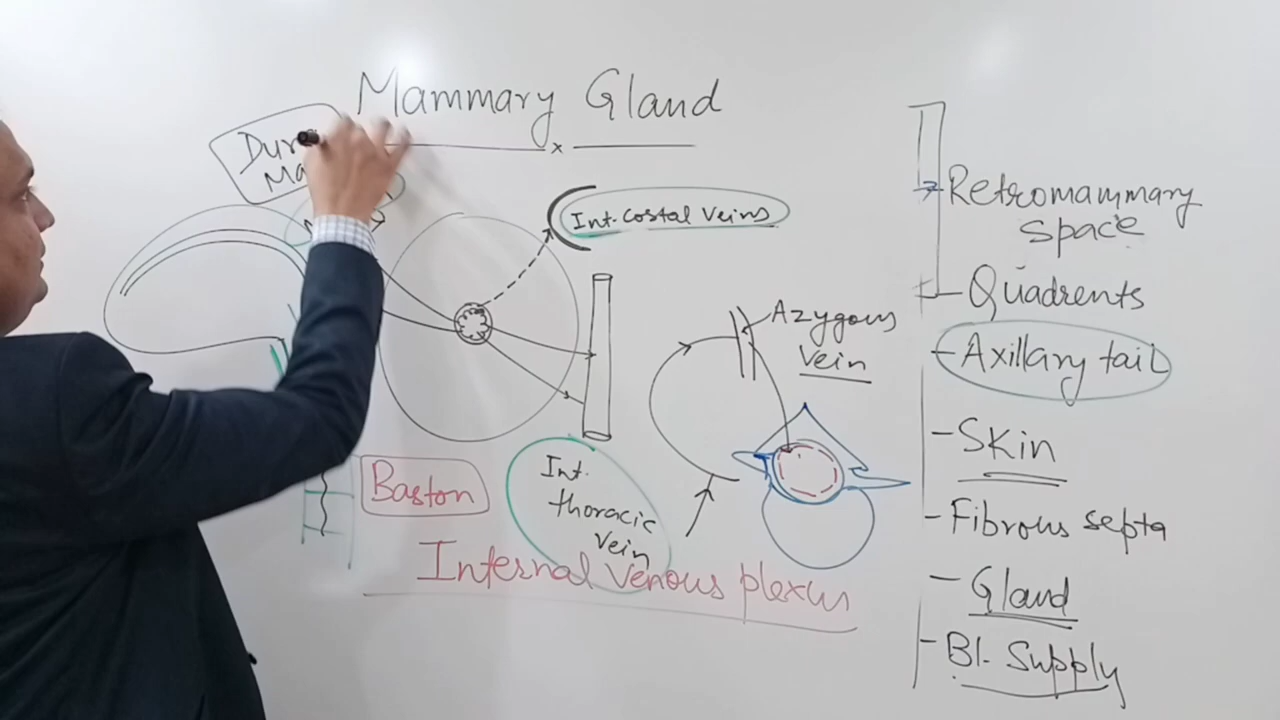 Mammary Gland
x
Int. Costal veins
Azygous
vein
Baston
Int.
thoracic
vein
Internal venous plexus
Retromammary
space
Quadrents
Axillary tail
Skin
Fibrous septa
Gland
Bl. Supply